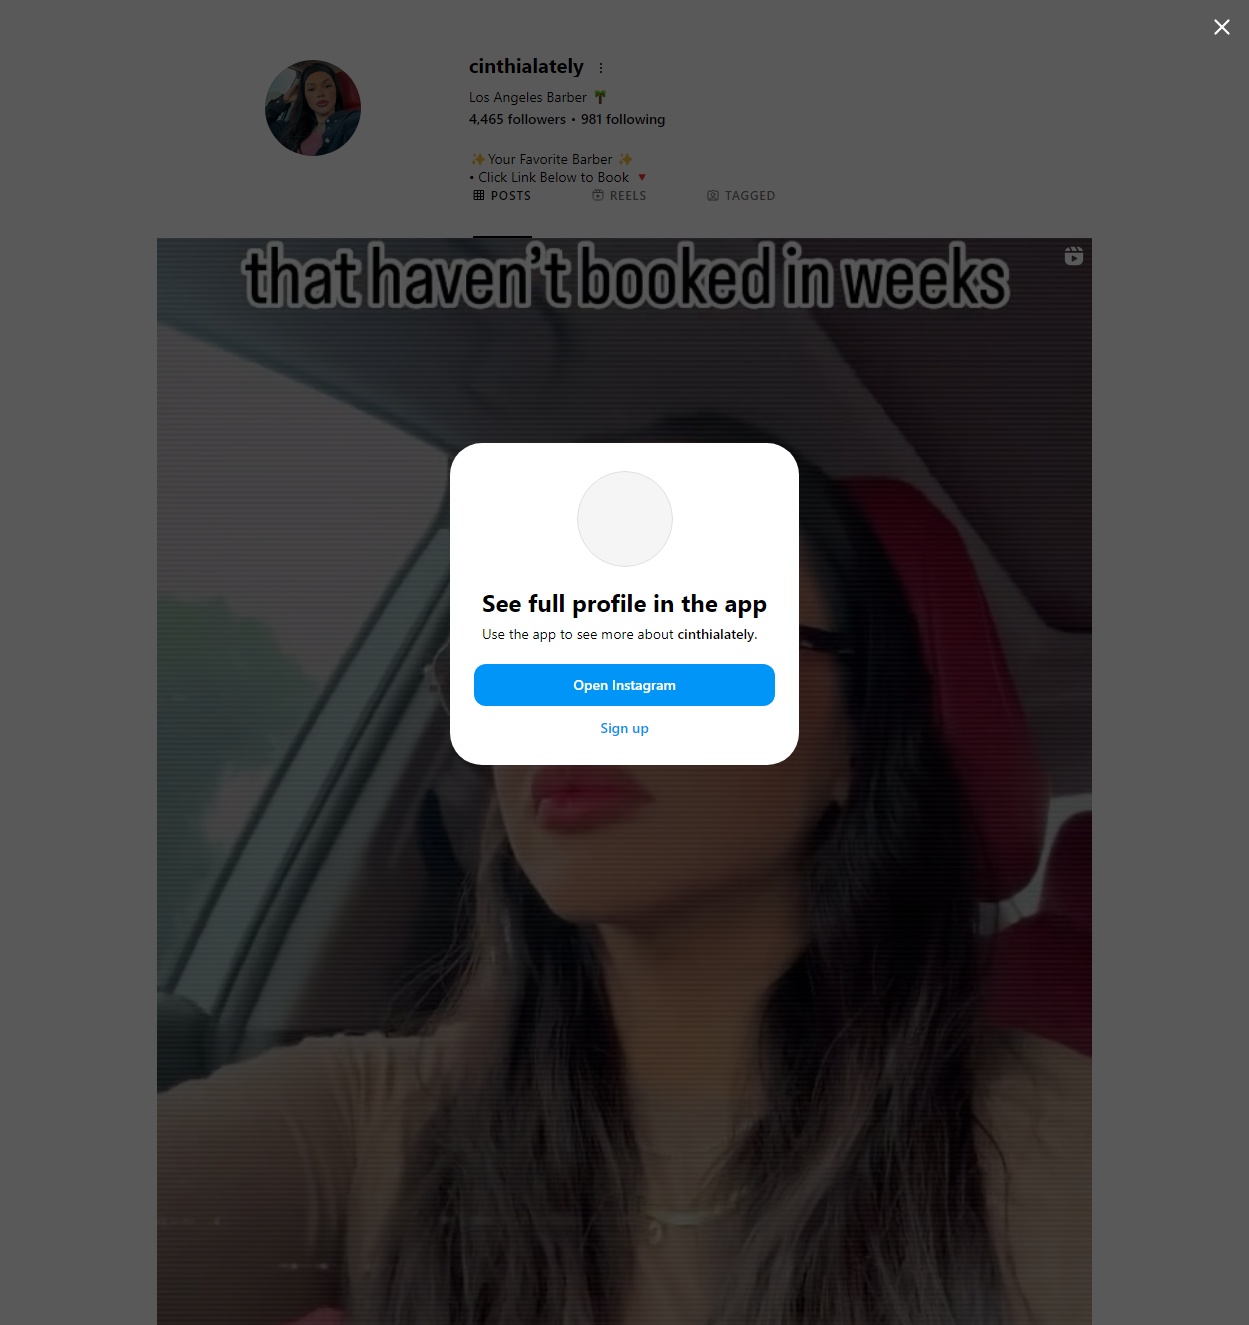 cinthialately
Los Angeles Barber 🌴
4,465 followers • 981 following
✨Your Favorite Barber ✨
• Click Link Below to Book 🔻
POSTS
REELS
TAGGED
that haven't booked in weeks
See full profile in the app
Use the app to see more about cinthialately.
Open Instagram
Sign up